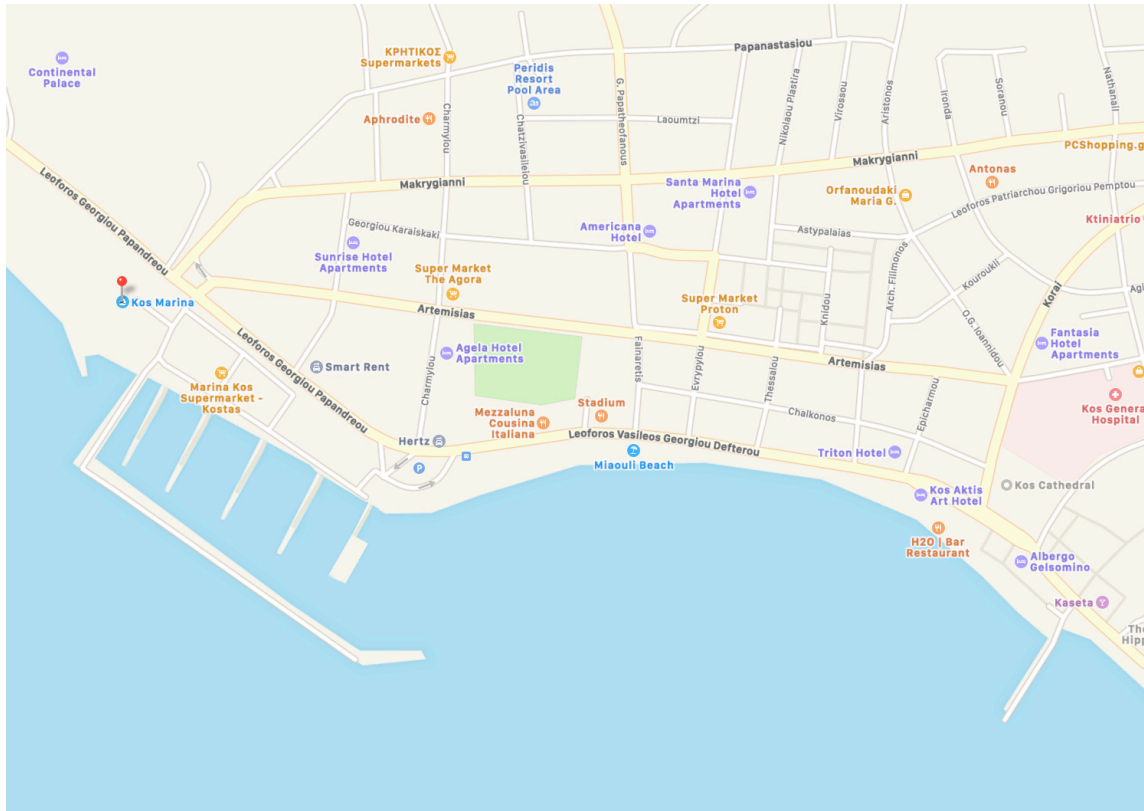 Papanastasiou
ΚΡΗΤΙΚΟΣ
Supermarkets
Continental
Palace
Peridis
Resort
Pool Area
G. Papatheofanous
Nikolaou Plastira
Virossou
Aristonos
Ironda
Soranou
Nathanail
Aphrodite
Charmylou
Chatzivasileiou
Laoumtzi
PCShopping.g
Makrygianni
Antonas
Leoforos Georgiou Papandreou
Makrygianni
Santa Marina
Hotel
Apartments
Orfanoudaki
Maria G.
Leoforos Patriarchou Grigoriou Pemptou
Georgiou Karaiskaki
Americana
Hotel
Astypalaias
Ktiniatrio
Sunrise Hotel
Apartments
Super Market
The Agora
Arch. Filimonos
Kouroukli
Agi
Korai
Kos Marina
Super Market
Proton
Knidou
Artemisias
O.G. Ioannidou
Leoforos Georgiou Papandreou
Fantasia
Hotel
Apartments
Agela Hotel
Apartments
Fainaretis
Evrypylou
Thessalou
Artemisias
Smart Rent
Charmylou
Marina Kos
Supermarket -
Kostas
Epicharmou
Kos Genera
Hospital
Mezzaluna
Cousina
Italiana
Stadium
Chalkonos
Hertz
Leoforos Vasileos Georgiou Defterou
Triton Hotel
P
Miaouli Beach
Kos Cathedral
Kos Aktis
Art Hotel
H2O | Bar
Restaurant
Albergo
Gelsomino
Kaseta
The
Hipp